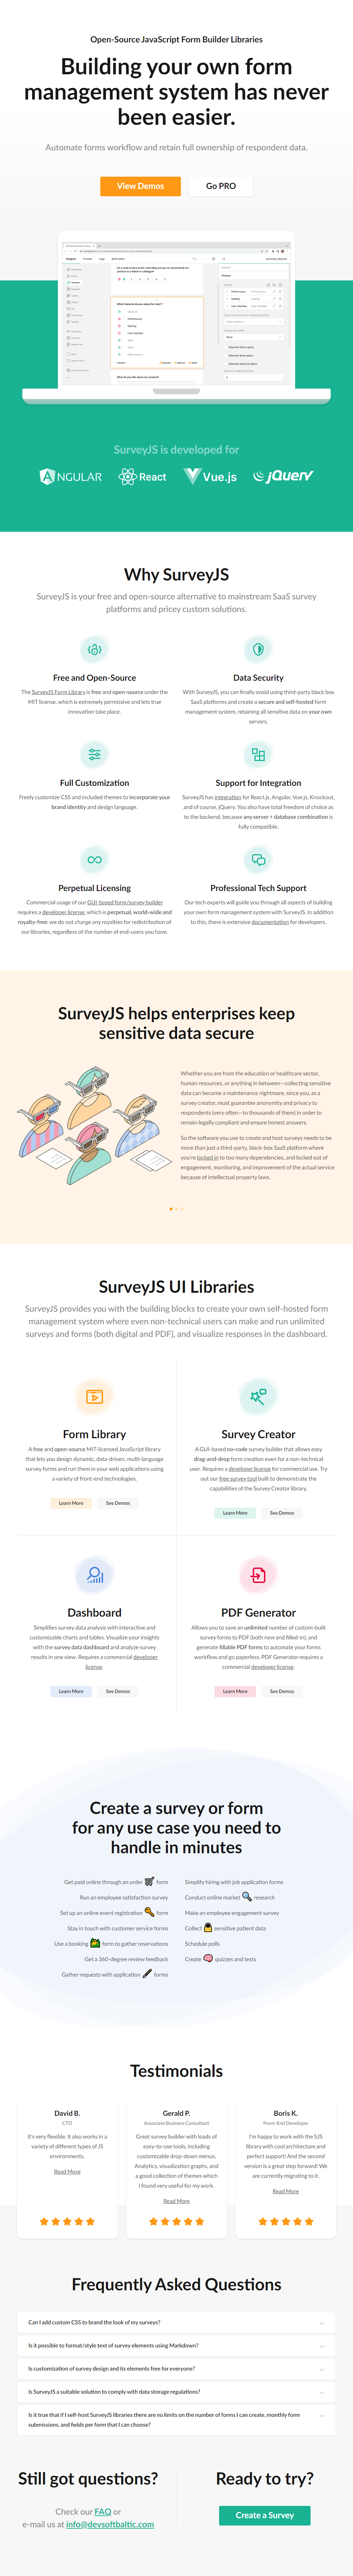 Open-Source JavaScript Form Builder Libraries
Building your own form
management system has never
been easier.
Automate forms workflow and retain full ownership of respondent data.
View Demos
Go PRO
SurveyJS is developed for
NGULAR
React
Vue.js
jQuery
Why SurveyJS
SurveyJS is your free and open-source alternative to mainstream SaaS survey
platforms and pricey custom solutions.
Free and Open-Source
The SurveyJS Form Library is free and open-source under the
MIT license, which is extremely permissive and lets true
innovation take place.
Data Security
With SurveyJS, you can finally avoid using third-party black box
SaaS platforms and create a secure and self-hosted form
management system, retaining all sensitive data on your own
servers.
Full Customization
Freely customize CSS and included themes to incorporate your
brand identity and design language.
Support for Integration
SurveyJS has integration for React.js, Angular, Vue.js, Knockout,
and of course, jQuery. You also have total freedom of choice as
to the backend, because any server + database combination is
fully compatible.
Perpetual Licensing
Commercial usage of our GUI-based form/survey builder
requires a developer license, which is perpetual, world-wide and
royalty-free: we do not charge any royalties for redistribution of
our libraries, regardless of the number of end-users you have.
Professional Tech Support
Our tech experts will guide you through all aspects of building
your own form management system with SurveyJS. In addition
to this, there is extensive documentation for developers.
SurveyJS helps enterprises keep
sensitive data secure
Whether you are from the education or healthcare sector,
human resources, or anything in between—collecting sensitive
data can become a maintenance nightmare, since you, as a
survey creator, must guarantee anonymity and privacy to
respondents (very often—to thousands of them) in order to
remain legally compliant and ensure honest answers.
So the software you use to create and host surveys needs to be
more than just a third-party, black-box SaaS platform where
you're locked in to too many dependencies, and locked out of
engagement, monitoring, and improvement of the actual service
because of intellectual property laws.
SurveyJS UI Libraries
SurveyJS provides you with the building blocks to create your own self-hosted form
management system where even non-technical users can make and run unlimited
surveys and forms (both digital and PDF), and visualize responses in the dashboard.
Form Library
A free and open-source MIT-licensed JavaScript library
that lets you design dynamic, data-driven, multi-language
survey forms and run them in your web applications using
a variety of front-end technologies.
Learn More
See Demos
Survey Creator
A GUI-based no-code survey builder that allows easy
drag-and-drop form creation even for a non-technical
user. Requires a developer license for commercial use. Try
out our free survey tool built to demonstrate the
capabilities of the Survey Creator library.
Learn More
See Demos
Dashboard
Simplifies survey data analysis with interactive and
customizable charts and tables. Visualize your insights
with the survey data dashboard and analyze survey
results in one view. Requires a commercial developer
license.
Learn More
See Demos
PDF Generator
Allows you to save an unlimited number of custom-built
survey forms to PDF (both new and filled-in), and
generate fillable PDF forms to automate your forms
workflow and go paperless. PDF Generator requires a
commercial developer license.
Learn More
See Demos
Create a survey or form
for any use case you need to
handle in minutes
Get paid online through an order form
Run an employee satisfaction survey
Set up an online event registration form
Stay in touch with customer service forms
Use a booking form to gather reservations
Get a 360-degree review feedback
Gather requests with application forms
Simplify hiring with job application forms
Conduct online market research
Make an employee engagement survey
Collect sensitive patient data
Schedule polls
Create quizzes and tests
Testimonials
David B.
CTO
It's very flexible. It also works in a
variety of different types of JS
environments.
Read More
Gerald P.
Associate Business Consultant
Great survey builder with loads of
easy-to-use tools, including
customizable drop-down menus,
Analytics, visualization graphs, and
a good collection of themes which
I found very useful for my work.
Read More
Boris K.
Front-End Developer
I'm happy to work with the SJS
library with cool architecture and
perfect support! And the second
version is a great step forward! We
are currently migrating to it.
Read More
Frequently Asked Questions
Can I add custom CSS to brand the look of my surveys?
Is it possible to format/style text of survey elements using Markdown?
Is customization of survey design and its elements free for everyone?
Is SurveyJS a suitable solution to comply with data storage regulations?
Is it true that if I self-host SurveyJS libraries there are no limits on the number of forms I can create, monthly form
submissions, and fields per form that I can choose?
Still got questions?
Check our FAQ or
e-mail us at info@devsoftbaltic.com
Ready to try?
Create a Survey